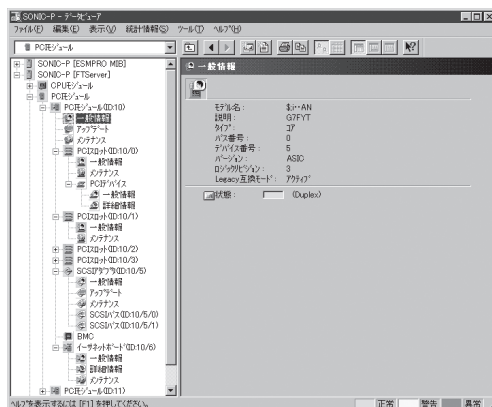 SONIC-P - ﾃﾞｰﾀﾋﾞｭｰｱ
ファイル(F) 編集(E) 表示(V) 統計情報(S) ツール(T) ヘルプ(H)
PCIﾓｼﾞｭｰﾙ
SONIC-P [ESMPRO MIB]
SONIC-P [FTServer]
CPUﾓｼﾞｭｰﾙ
PCIﾓｼﾞｭｰﾙ
PCIﾓｼﾞｭｰﾙ(ID:10)
一般情報
ｱｯﾌﾟﾃﾞｰﾄ
ﾒﾝﾃﾅﾝｽ
PCIｽﾛｯﾄ(ID:10/0)
一般情報
ﾒﾝﾃﾅﾝｽ
PCIﾃﾞﾊﾞｲｽ
一般情報
詳細情報
PCIｽﾛｯﾄ(ID:10/1)
一般情報
ﾒﾝﾃﾅﾝｽ
PCIｽﾛｯﾄ(ID:10/2)
PCIｽﾛｯﾄ(ID:10/3)
SCSIｱﾀﾞﾌﾟﾀ(ID:10/5)
一般情報
ｱｯﾌﾟﾃﾞｰﾄ
ﾒﾝﾃﾅﾝｽ
SCSIﾊﾞｽ(ID:10/5/0)
SCSIﾊﾞｽ(ID:10/5/1)
BMC
ｲｰｻﾈｯﾄﾎﾞｰﾄﾞ(ID:10/6)
一般情報
詳細情報
ﾒﾝﾃﾅﾝｽ
PCIﾓｼﾞｭｰﾙ(ID:11)
一般情報
ﾓﾃﾞﾙ名 :
説明 : G7FYT
ﾀｲﾌﾟ : ｺｱ
ﾊﾞｽ番号 : 0
ﾃﾞﾊﾞｲｽ番号 : 5
ﾊﾞｰｼﾞｮﾝ : ASIC
ﾛｼﾞｯｸﾘﾋﾞｼﾞｮﾝ : 3
Legacy互換ﾓｰﾄﾞ : ｱｸﾃｨﾌﾞ
状態 : (Duplex)
ﾍﾙﾌﾟを表示するには [F1] を押してください。
正常 警告 異常